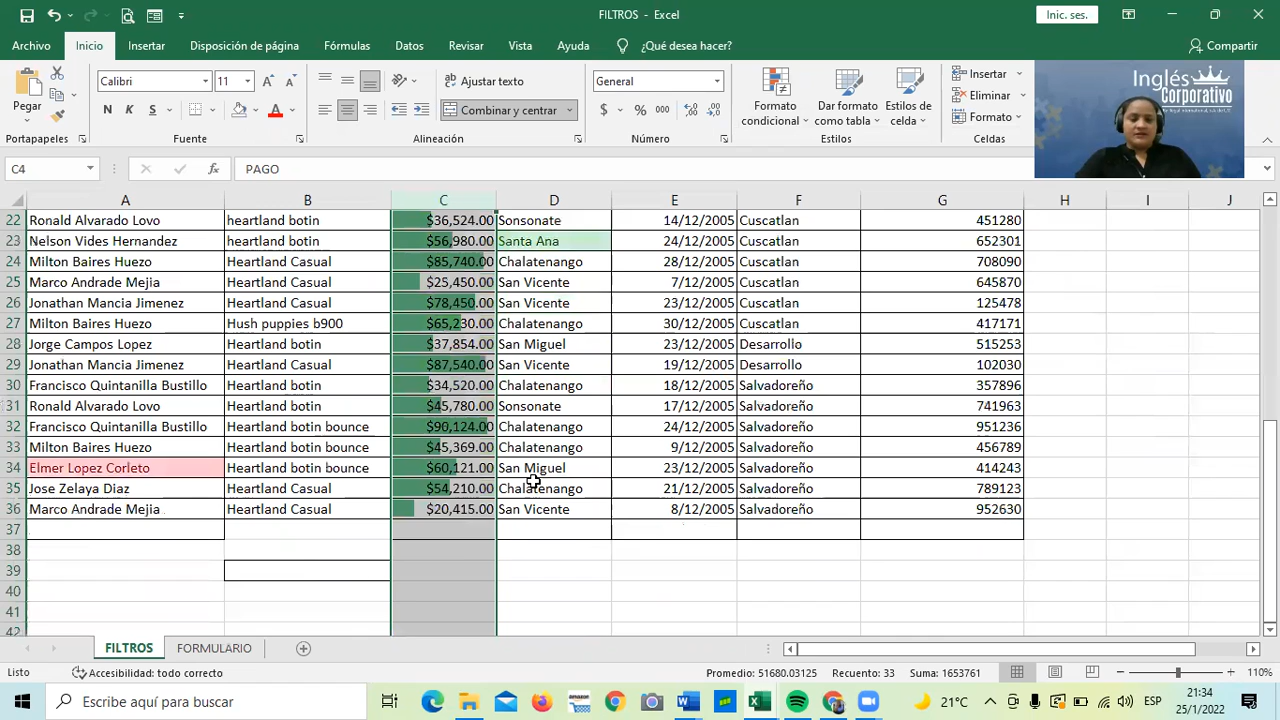 FILTROS - Excel
Inic. ses.
Archivo Inicio Insertar Disposición de página Fórmulas Datos Revisar Vista Ayuda ¿Qué desea hacer? Compartir
Pegar
Calibri 11
N K S
Ajustar texto
Combinar y centrar
General
$ % 000
Formato condicional
Dar formato como tabla
Estilos de celda
Insertar
Eliminar
Formato
Portapapeles Fuente Alineación Número Estilos Celdas
Inglés Corporativo
C4 PAGO
A B C D E F G H I J
22 Ronald Alvarado Lovo heartland botin $36,524.00 Sonsonate 14/12/2005 Cuscatlan 451280
23 Nelson Vides Hernandez heartland botin $56,980.00 Santa Ana 24/12/2005 Cuscatlan 652301
24 Milton Baires Huezo Heartland Casual $85,740.00 Chalatenango 28/12/2005 Cuscatlan 708090
25 Marco Andrade Mejia Heartland Casual $25,450.00 San Vicente 7/12/2005 Cuscatlan 645870
26 Jonathan Mancia Jimenez Heartland Casual $78,450.00 San Vicente 23/12/2005 Cuscatlan 125478
27 Milton Baires Huezo Hush puppies b900 $65,230.00 Chalatenango 30/12/2005 Cuscatlan 417171
28 Jorge Campos Lopez Heartland botin $37,854.00 San Miguel 23/12/2005 Desarrollo 515253
29 Jonathan Mancia Jimenez Heartland Casual $87,540.00 San Vicente 19/12/2005 Desarrollo 102030
30 Francisco Quintanilla Bustillo Heartland botin $34,520.00 Chalatenango 18/12/2005 Salvadoreño 357896
31 Ronald Alvarado Lovo Heartland botin $45,780.00 Sonsonate 17/12/2005 Salvadoreño 741963
32 Francisco Quintanilla Bustillo Heartland botin bounce $90,124.00 Chalatenango 24/12/2005 Salvadoreño 951236
33 Milton Baires Huezo Heartland botin bounce $45,369.00 Chalatenango 9/12/2005 Salvadoreño 456789
34 Elmer Lopez Corleto Heartland botin bounce $60,121.00 San Miguel 23/12/2005 Salvadoreño 414243
35 Jose Zelaya Diaz Heartland Casual $54,210.00 Chalatenango 21/12/2005 Salvadoreño 789123
36 Marco Andrade Mejia Heartland Casual $20,415.00 San Vicente 8/12/2005 Salvadoreño 952630
37
38
39
40
41
42
FILTROS FORMULARIO
Listo Accesibilidad: todo correcto Promedio: 51680.03125 Recuento: 33 Suma: 1653761 110%
Escribe aquí para buscar 21°C ESP 21:34
25/1/2022